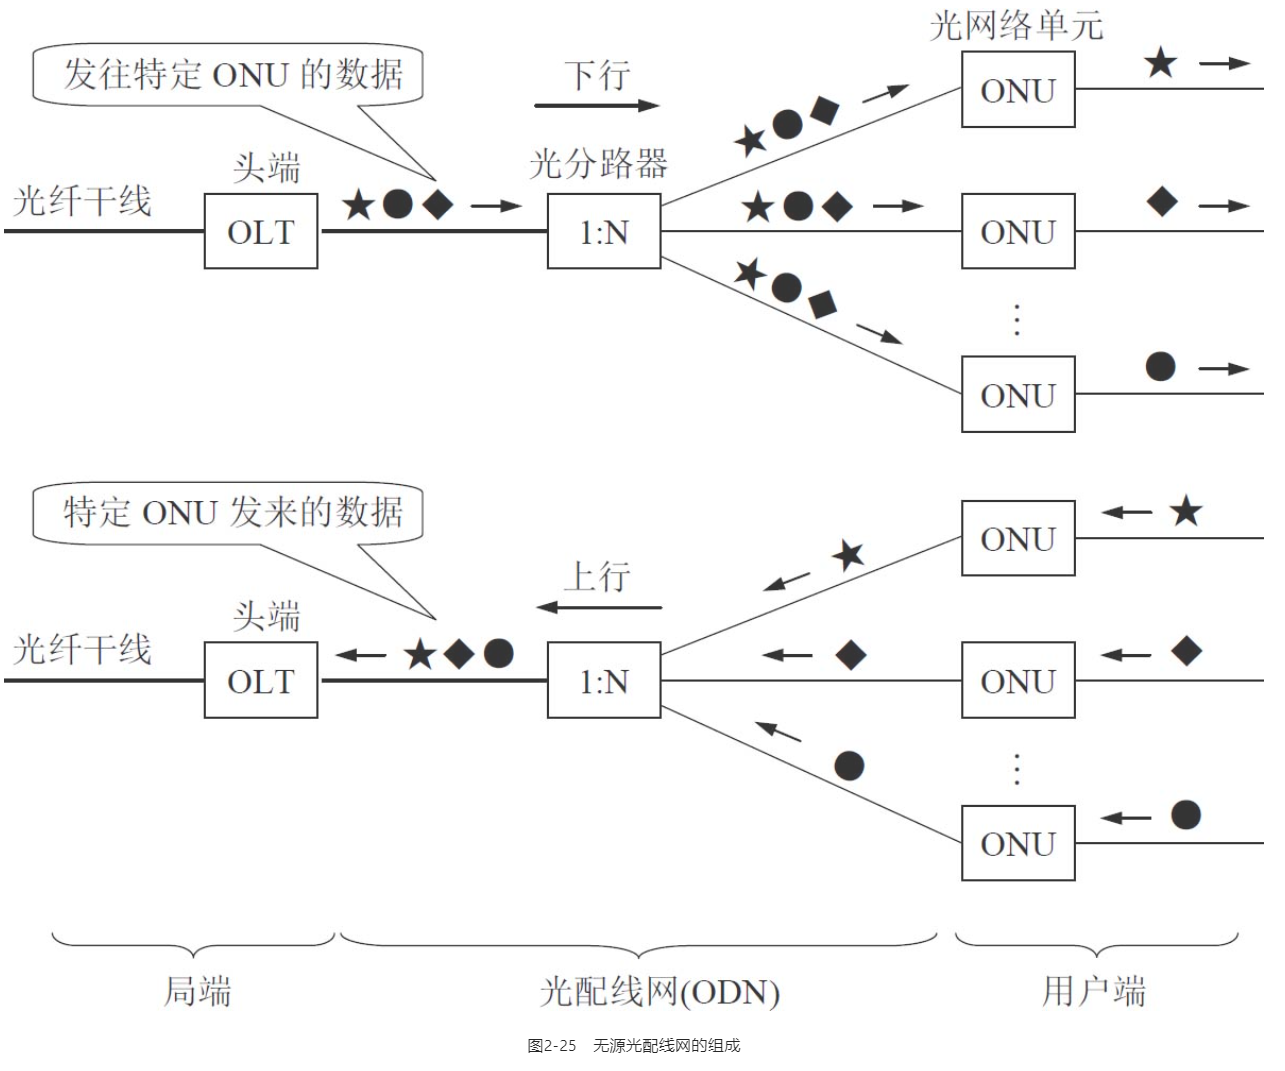 光网络单元
发往特定 ONU 的数据
下行
ONU
头端
光分路器
光纤干线
OLT
1:N
ONU
ONU
特定 ONU 发来的数据
ONU
上行
头端
光纤干线
OLT
1:N
ONU
ONU
局端
光配线网(ODN)
用户端
图2-25 无源光配线网的组成